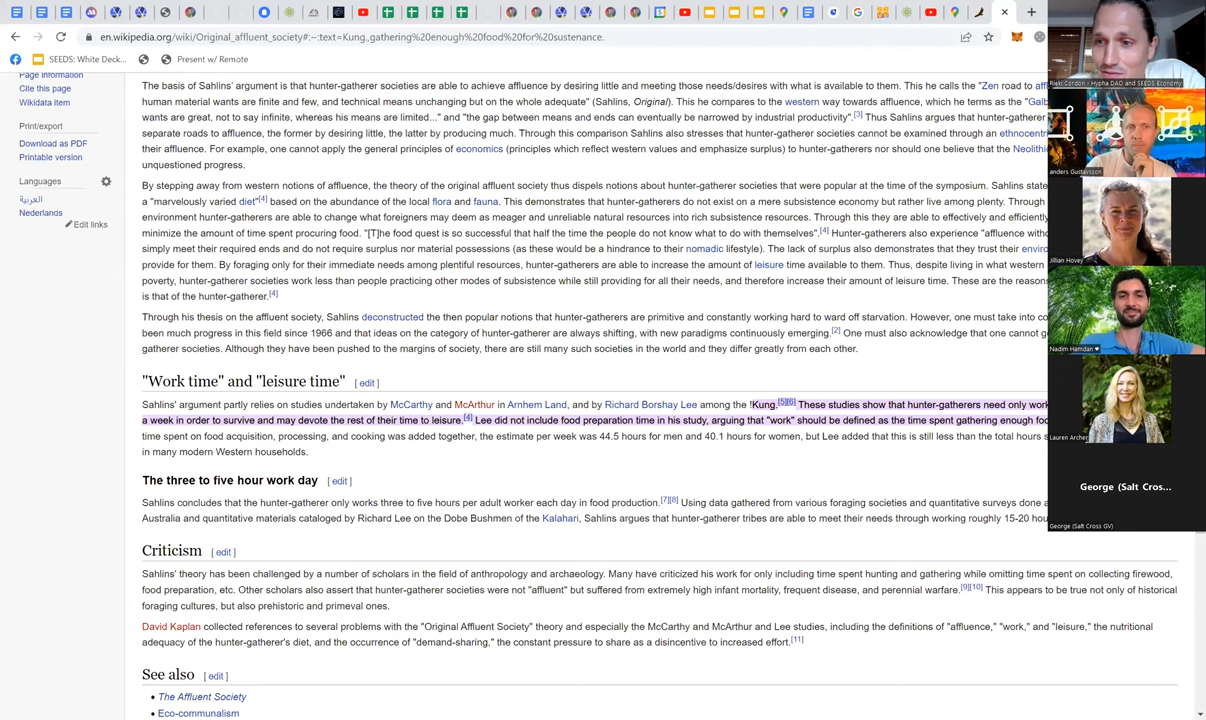 en.wikipedia.org/wiki/Original_affluent_society#:~:text=Kung.,gathering%20enough%20food%20for%20sustenance.
SEEDS: White Deck...
Present w/ Remote
Page information
Cite this page
Wikidata item
Print/export
Download as PDF
Printable version
Languages
العربية
Nederlands
Edit links
The basis of Sahlins' argument is that hunter-gatherer societies are able to achieve affluence by desiring little and meeting those needs/desires with what is available to them. This he calls the "Zen road to
human material wants are finite and few, and technical means unchanging but on the whole adequate" (Sahlins, Original). This he compares to the western way towards affluence, which he terms as the
wants are great, not to say infinite, whereas his means are limited..." and "the gap between means and ends can eventually be narrowed by industrial productivity".[3] Thus Sahlins argues that hunter-gatherer
separate roads to affluence, the former by desiring little, the latter by producing much. Through this comparison Sahlins also stresses that hunter-gatherer societies cannot be examined through an
their affluence. For example, one cannot apply the general principles of economics (principles which reflect western values and emphasize surplus) to hunter-gatherers nor should one believe that the
unquestioned progress.
By stepping away from western notions of affluence, the theory of the original affluent society thus dispels notions about hunter-gatherer societies that were popular at the time of the symposium. Sahlins state
a "marvelously varied diet"[4] based on the abundance of the local flora and fauna. This demonstrates that hunter-gatherers do not exist on a mere subsistence economy but rather live among plenty. Through
environment hunter-gatherers are able to change what foreigners may deem as meager and unreliable natural resources into rich subsistence resources. Through this they are able to effectively and efficiently
minimize the amount of time spent procuring food. "[T]he food quest is so successful that half the time the people do not know what to do with themselves".[4] Hunter-gatherers also experience "affluence
simply meet their required ends and do not require surplus nor material possessions (as these would be a hindrance to their nomadic lifestyle). The lack of surplus also demonstrates that they trust their
provide for them. By foraging only for their immediate needs among plentiful resources, hunter-gatherers are able to increase the amount of leisure time available to them. Thus, despite living in what western
poverty, hunter-gatherer societies work less than people practicing other modes of subsistence while still providing for all their needs, and therefore increase their amount of leisure time. These are the reasons
is that of the hunter-gatherer.[4]
Through his thesis on the affluent society, Sahlins deconstructed the then popular notions that hunter-gatherers are primitive and constantly working hard to ward off starvation. However, one must take into
been much progress in this field since 1966 and that ideas on the category of hunter-gatherer are always shifting, with new paradigms continuously emerging.[2] One must also acknowledge that one cannot
gatherer societies. Although they have been pushed to the margins of society, there are still many such societies in the world and they differ greatly from each other.
"Work time" and "leisure time" [ edit ]
Sahlins' argument partly relies on studies undertaken by McCarthy and McArthur in Arnhem Land, and by Richard Borshay Lee among the !Kung.[5][6] These studies show that hunter-gatherers need only work
a week in order to survive and may devote the rest of their time to leisure.[4] Lee did not include food preparation time in his study, arguing that "work" should be defined as the time spent gathering enough
time spent on food acquisition, processing, and cooking was added together, the estimate per week was 44.5 hours for men and 40.1 hours for women, but Lee added that this is still less than the total hours
in many modern Western households.
The three to five hour work day [ edit ]
Sahlins concludes that the hunter-gatherer only works three to five hours per adult worker each day in food production.[7][8] Using data gathered from various foraging societies and quantitative surveys done
Australia and quantitative materials cataloged by Richard Lee on the Dobe Bushmen of the Kalahari, Sahlins argues that hunter-gatherer tribes are able to meet their needs through working roughly 15-20
Criticism [ edit ]
Sahlins' theory has been challenged by a number of scholars in the field of anthropology and archaeology. Many have criticized his work for only including time spent hunting and gathering while omitting time spent on collecting firewood,
food preparation, etc. Other scholars also assert that hunter-gatherer societies were not "affluent" but suffered from extremely high infant mortality, frequent disease, and perennial warfare.[9][10] This appears to be true not only of historical
foraging cultures, but also prehistoric and primeval ones.
David Kaplan collected references to several problems with the "Original Affluent Society" theory and especially the McCarthy and McArthur and Lee studies, including the definitions of "affluence," "work," and "leisure," the nutritional
adequacy of the hunter-gatherer's diet, and the occurrence of "demand-sharing," the constant pressure to share as a disincentive to increased effort.[11]
See also [ edit ]
• The Affluent Society
• Eco-communalism
Rieki Cordon - Hypha DAO and SEEDS Economy
anders Gustavsson
Jillian Hovey
Nadim Hamdan ♥
Lauren Archer
George (Salt Cros...
George (Salt Cross GV)